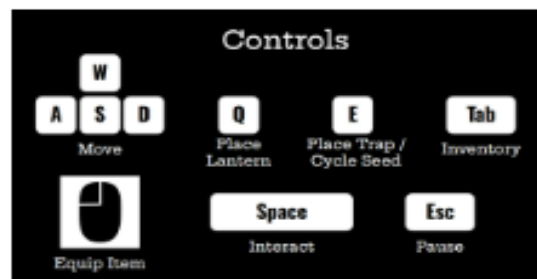 Controls
W
A S D
Q
E
Tab
Move
Place
Lantern
Place Trap /
Cycle Seed
Inventory
Space
Esc
Equip Item
Interact
Pause